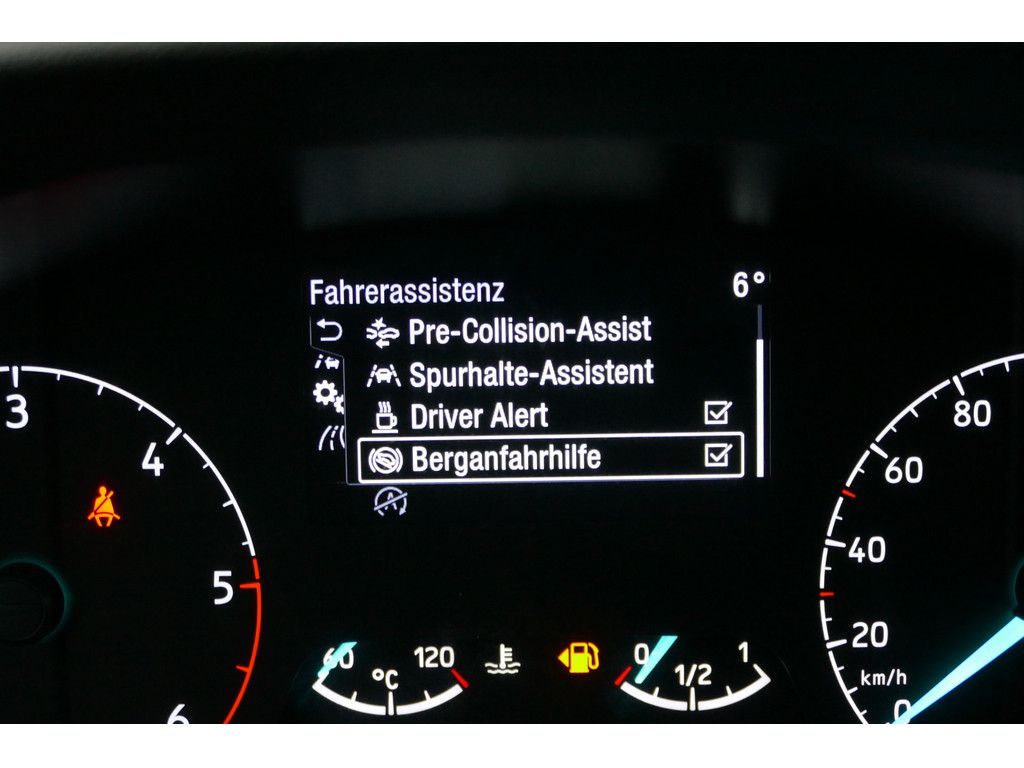 Fahrerassistenz 6°
Pre-Collision-Assist
Spurhalte-Assistent
Driver Alert
Berganfahrhilfe
3
4
5
6
60 °C 120
0 1/2 1
80
60
40
20
km/h
0